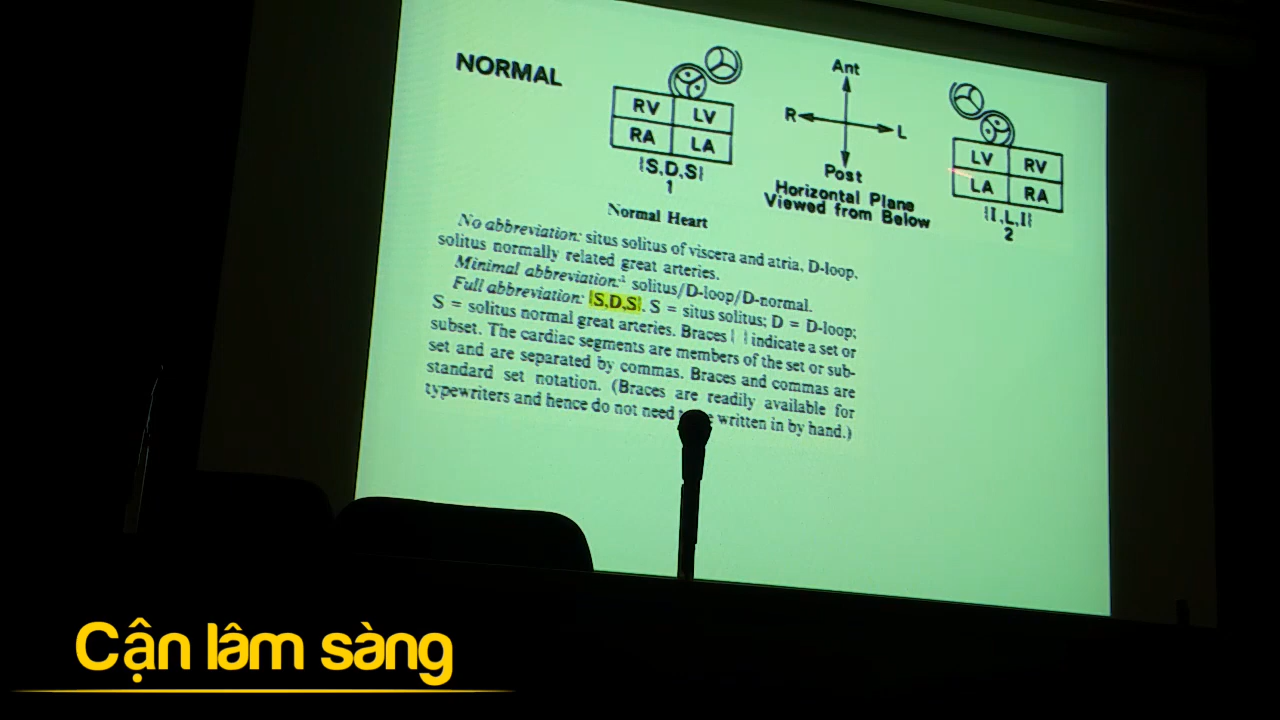 NORMAL
RV LV
RA LA
{S,D,S}
1
Normal Heart
Ant
R L
Post
Horizontal Plane
Viewed from Below
LV RV
LA RA
{I,L,I}
2
No abbreviation: situs solitus of viscera and atria, D-loop,
solitus normally related great arteries.
Minimal abbreviation:¹ solitus/D-loop/D-normal.
Full abbreviation: {S,D,S}. S = situs solitus; D = D-loop;
S = solitus normal great arteries. Braces { } indicate a set or
subset. The cardiac segments are members of the set or sub-
set and are separated by commas. Braces and commas are
standard set notation. (Braces are readily available for
typewriters and hence do not need written in by hand.)
Cận lâm sàng